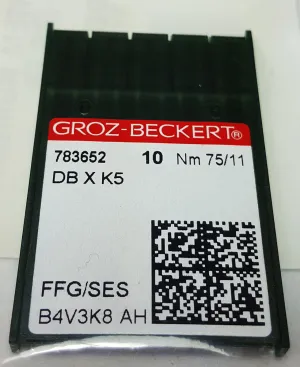 GROZ-BECKERT®
783652 10 Nm 75/11
DB X K5
FFG/SES
B4V3K8 AH